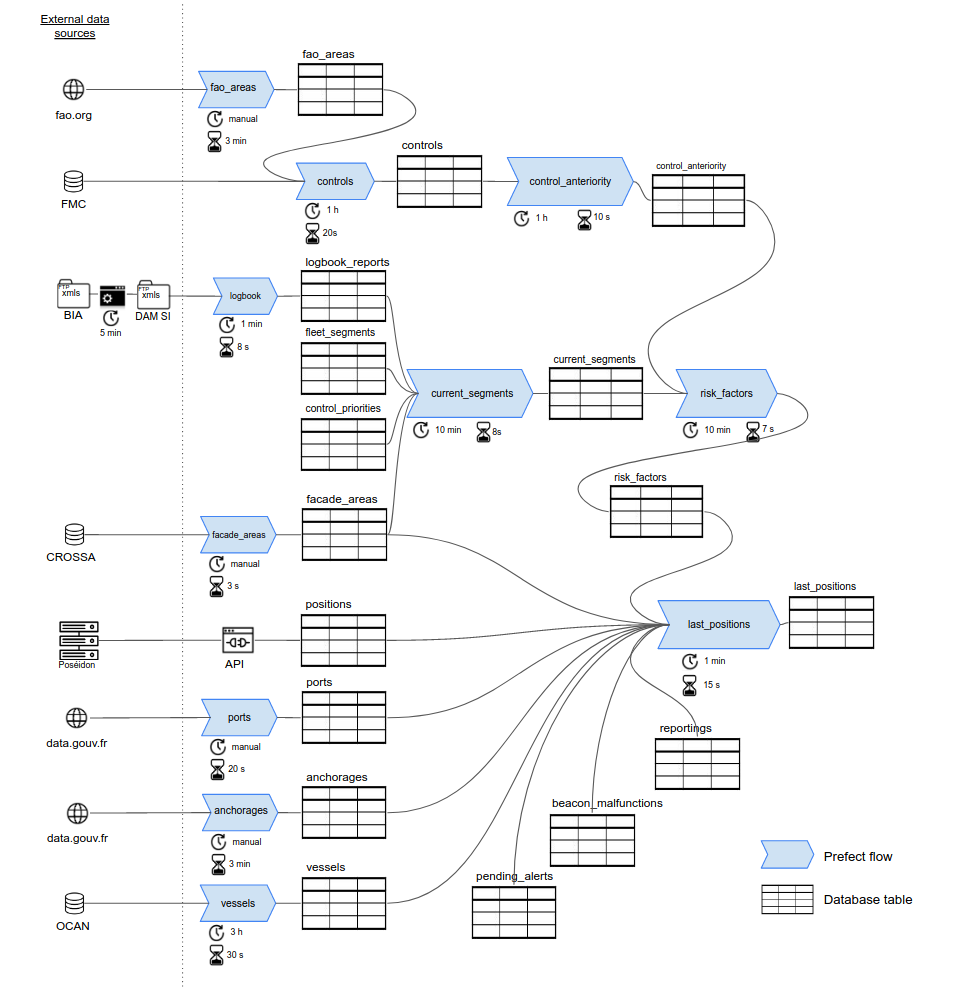 External data
sources
fao.org
fao_areas
manual
3 min
fao_areas
FMC
controls
1 h
20s
controls
control_anteriority
1 h
10 s
control_anteriority
FTP
xmls
BIA
5 min
FTP
xmls
DAM SI
logbook
1 min
8 s
logbook_reports
fleet_segments
control_priorities
current_segments
10 min
8s
current_segments
risk_factors
10 min
7 s
risk_factors
CROSSA
facade_areas
manual
3 s
facade_areas
Poséidon
API
positions
last_positions
1 min
15 s
last_positions
data.gouv.fr
ports
manual
20 s
ports
reportings
data.gouv.fr
anchorages
manual
3 min
anchorages
beacon_malfunctions
OCAN
vessels
3 h
30 s
vessels
pending_alerts
Prefect flow
Database table